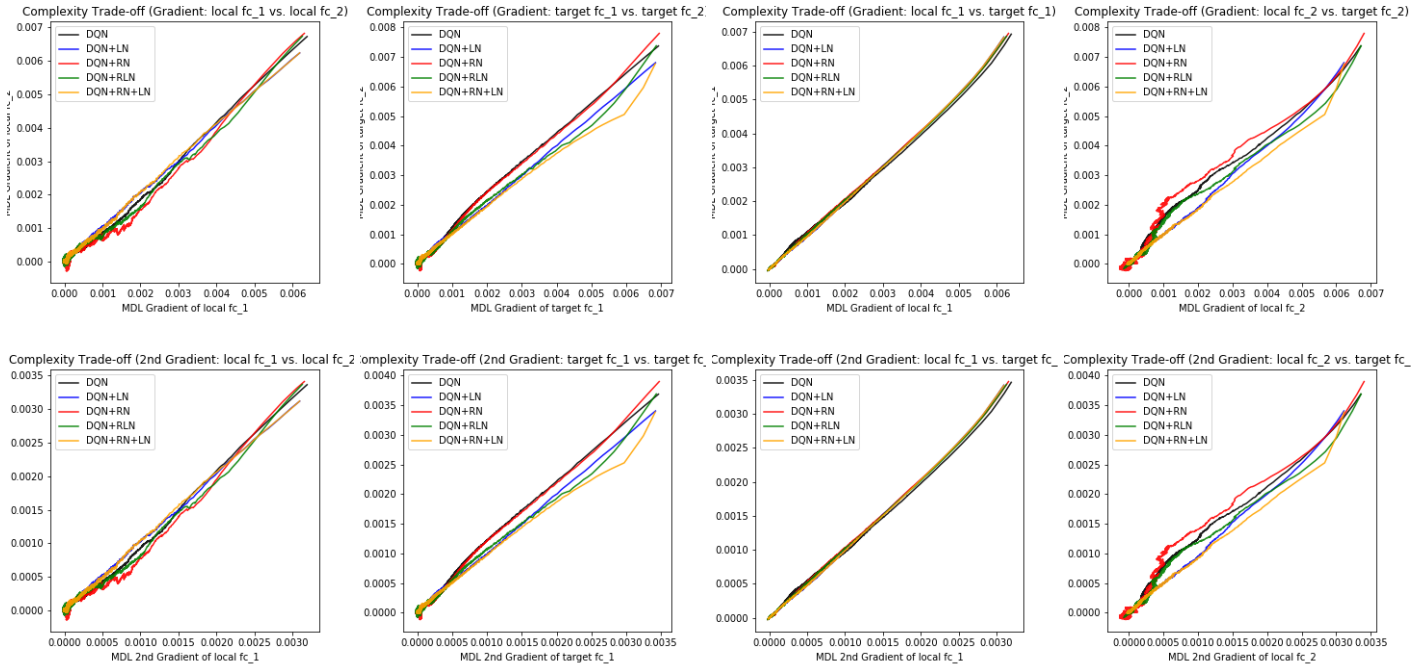 Complexity Trade-off (Gradient: local fc_1 vs. local fc_2)
DQN
DQN+LN
DQN+RN
DQN+RLN
DQN+RN+LN
0.007
0.006
0.005
0.004
0.003
0.002
0.001
0.000
0.000 0.001 0.002 0.003 0.004 0.005 0.006
MDL Gradient of local fc_1
Complexity Trade-off (Gradient: target fc_1 vs. target fc_2)
DQN
DQN+LN
DQN+RN
DQN+RLN
DQN+RN+LN
0.008
0.007
0.006
0.005
0.004
0.003
0.002
0.001
0.000
0.000 0.001 0.002 0.003 0.004 0.005 0.006 0.007
MDL Gradient of target fc_1
Complexity Trade-off (Gradient: local fc_1 vs. target fc_1)
DQN
DQN+LN
DQN+RN
DQN+RLN
DQN+RN+LN
0.007
0.006
0.005
0.004
0.003
0.002
0.001
0.000
0.000 0.001 0.002 0.003 0.004 0.005 0.006
MDL Gradient of local fc_1
Complexity Trade-off (Gradient: local fc_2 vs. target fc_2)
DQN
DQN+LN
DQN+RN
DQN+RLN
DQN+RN+LN
0.008
0.007
0.006
0.005
0.004
0.003
0.002
0.001
0.000
0.000 0.001 0.002 0.003 0.004 0.005 0.006 0.007
MDL Gradient of local fc_2
Complexity Trade-off (2nd Gradient: local fc_1 vs. local fc_2
DQN
DQN+LN
DQN+RN
DQN+RLN
DQN+RN+LN
0.0035
0.0030
0.0025
0.0020
0.0015
0.0010
0.0005
0.0000
0.0000 0.0005 0.0010 0.0015 0.0020 0.0025 0.0030
MDL 2nd Gradient of local fc_1
Complexity Trade-off (2nd Gradient: target fc_1 vs. target fc_
DQN
DQN+LN
DQN+RN
DQN+RLN
DQN+RN+LN
0.0040
0.0035
0.0030
0.0025
0.0020
0.0015
0.0010
0.0005
0.0000
0.0000 0.0005 0.0010 0.0015 0.0020 0.0025 0.0030 0.0035
MDL 2nd Gradient of target fc_1
Complexity Trade-off (2nd Gradient: local fc_1 vs. target fc_
DQN
DQN+LN
DQN+RN
DQN+RLN
DQN+RN+LN
0.0035
0.0030
0.0025
0.0020
0.0015
0.0010
0.0005
0.0000
0.0000 0.0005 0.0010 0.0015 0.0020 0.0025 0.0030
MDL 2nd Gradient of local fc_1
Complexity Trade-off (2nd Gradient: local fc_2 vs. target fc_
DQN
DQN+LN
DQN+RN
DQN+RLN
DQN+RN+LN
0.0040
0.0035
0.0030
0.0025
0.0020
0.0015
0.0010
0.0005
0.0000
0.0000 0.0005 0.0010 0.0015 0.0020 0.0025 0.0030 0.0035
MDL 2nd Gradient of local fc_2